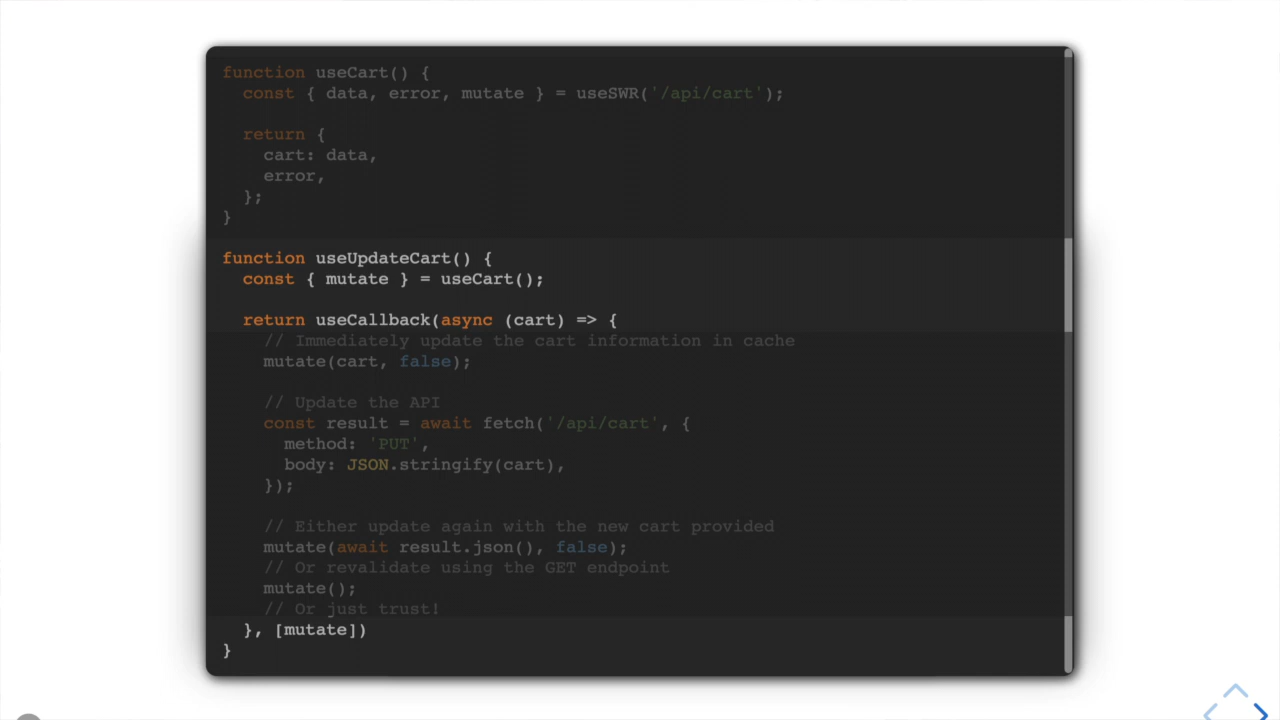 function useCart() {
  const { data, error, mutate } = useSWR('/api/cart');

  return {
    cart: data,
    error,
  };
}

function useUpdateCart() {
  const { mutate } = useCart();

  return useCallback(async (cart) => {
    // Immediately update the cart information in cache
    mutate(cart, false);

    // Update the API
    const result = await fetch('/api/cart', {
      method: 'PUT',
      body: JSON.stringify(cart),
    });

    // Either update again with the new cart provided
    mutate(await result.json(), false);
    // Or revalidate using the GET endpoint
    mutate();
    // Or just trust!
  }, [mutate])
}